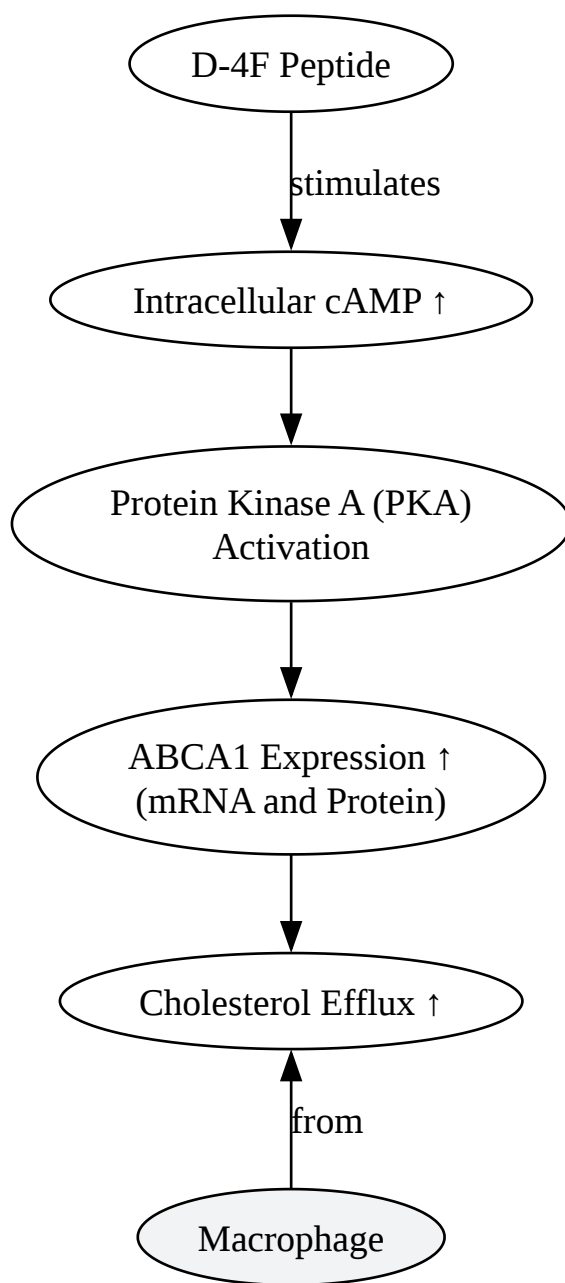 D-4F Peptide
stimulates
Intracellular cAMP ↑
Protein Kinase A (PKA)
Activation
ABCA1 Expression ↑
(mRNA and Protein)
Cholesterol Efflux ↑
from
Macrophage